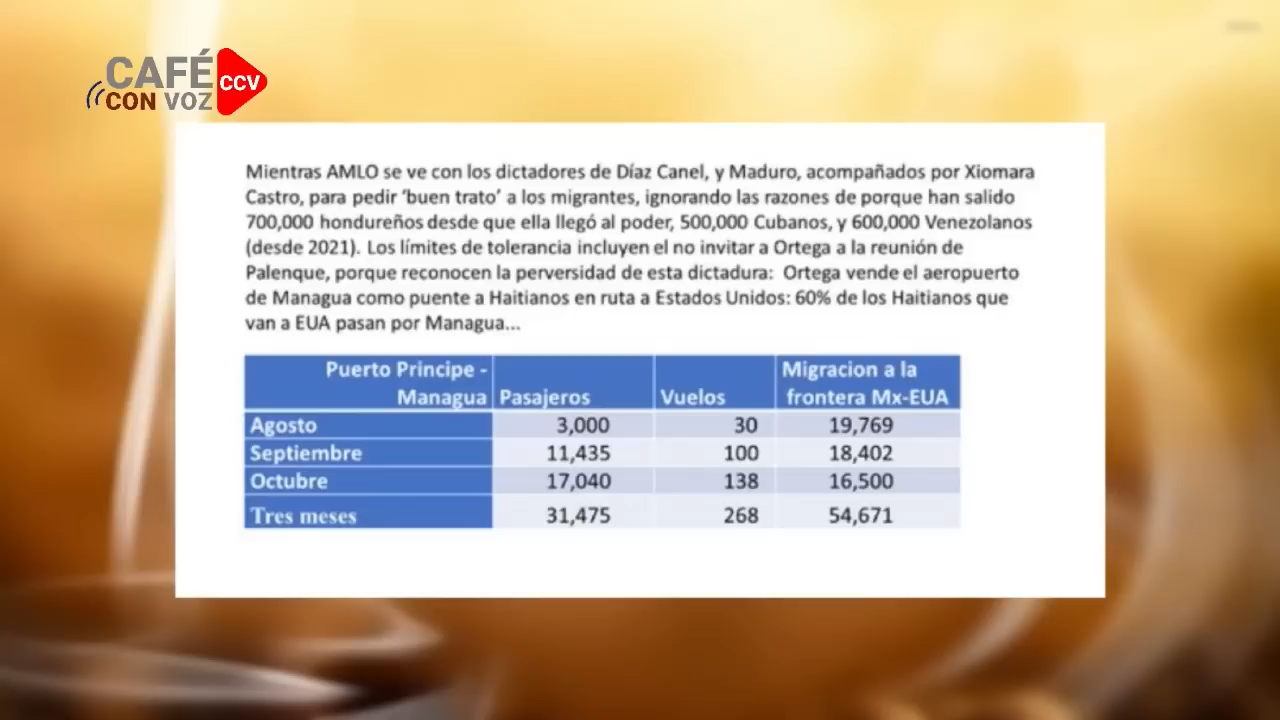 CAFÉ
CON VOZ
CCV
Mientras AMLO se ve con los dictadores de Díaz Canel, y Maduro, acompañados por Xiomara
Castro, para pedir ‘buen trato’ a los migrantes, ignorando las razones de porque han salido
700,000 hondureños desde que ella llegó al poder, 500,000 Cubanos, y 600,000 Venezolanos
(desde 2021). Los límites de tolerancia incluyen el no invitar a Ortega a la reunión de
Palenque, porque reconocen la perversidad de esta dictadura: Ortega vende el aeropuerto
de Managua como puente a Haitianos en ruta a Estados Unidos: 60% de los Haitianos que
van a EUA pasan por Managua...
Puerto Principe - Migracion a la
Managua Pasajeros Vuelos frontera Mx-EUA
Agosto 3,000 30 19,769
Septiembre 11,435 100 18,402
Octubre 17,040 138 16,500
Tres meses 31,475 268 54,671